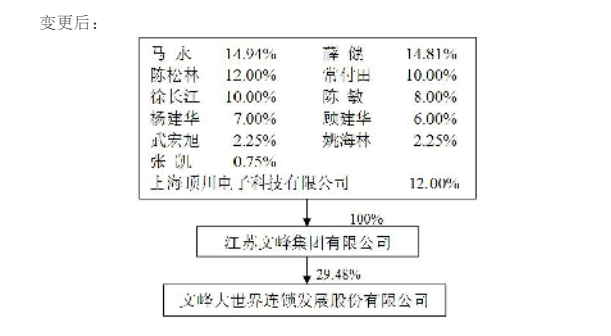 变更后：
马 永 14.94% 薛 健 14.81%
陈松林 12.00% 常付田 10.00%
徐长江 10.00% 陈 敏 8.00%
杨建华 7.00% 顾建华 6.00%
武宏旭 2.25% 姚海林 2.25%
张 凯 0.75%
上海顶川电子科技有限公司 12.00%
100%
江苏文峰集团有限公司
29.48%
文峰大世界连锁发展股份有限公司